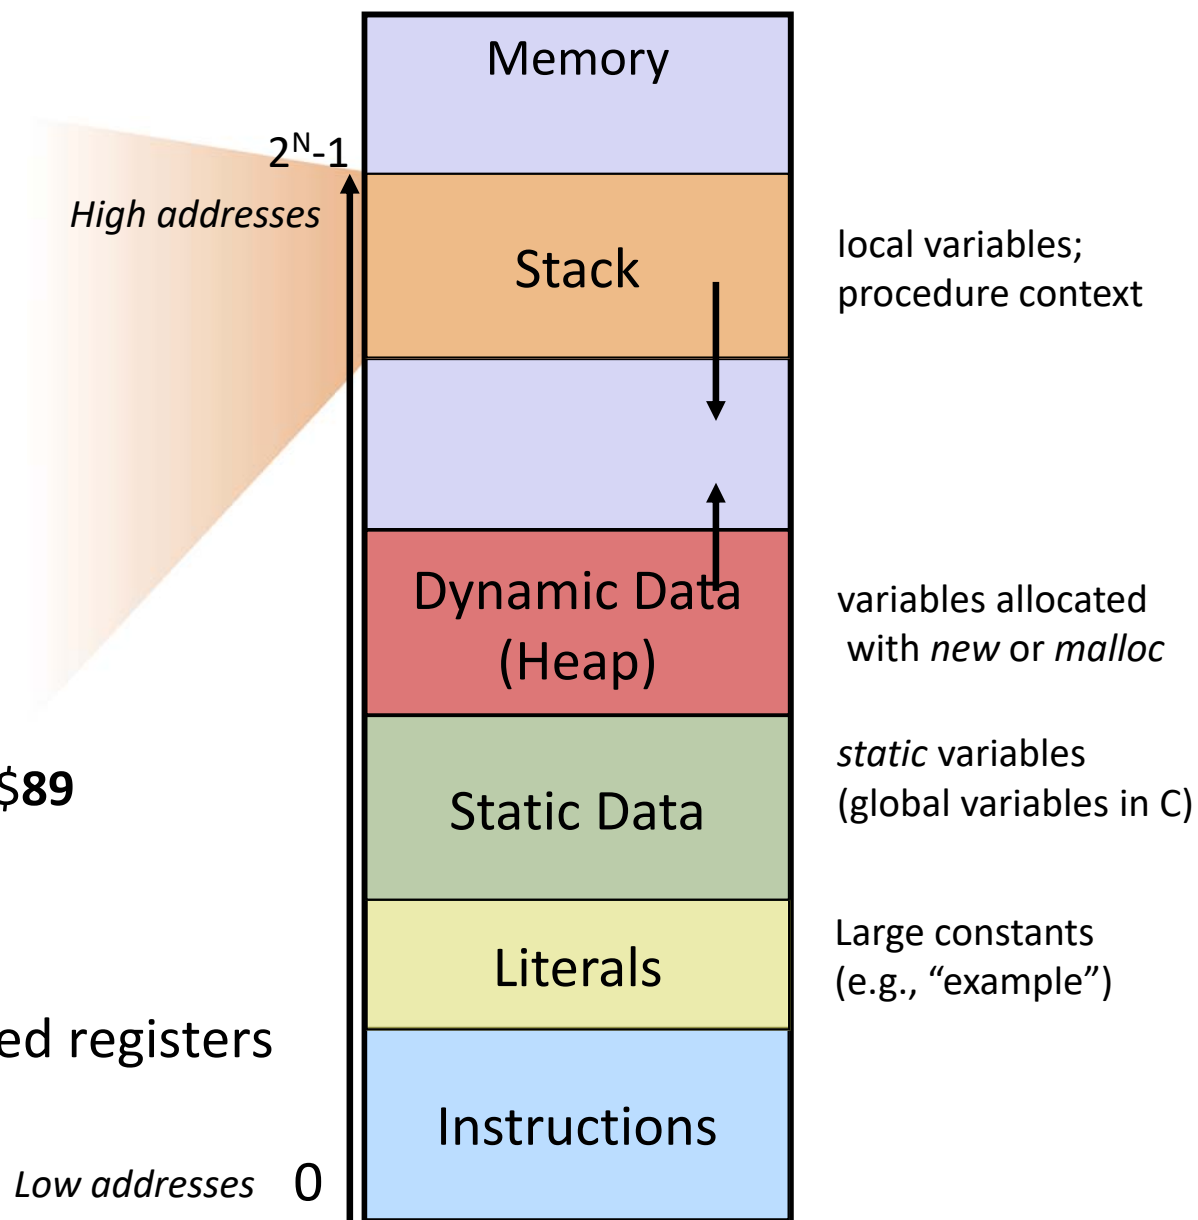 Memory
2^N-1
High addresses
Stack
local variables;
procedure context
Dynamic Data
(Heap)
variables allocated
with new or malloc
static variables
(global variables in C)
$89
Static Data
Literals
Large constants
(e.g., “example”)
ed registers
Instructions
Low addresses 0